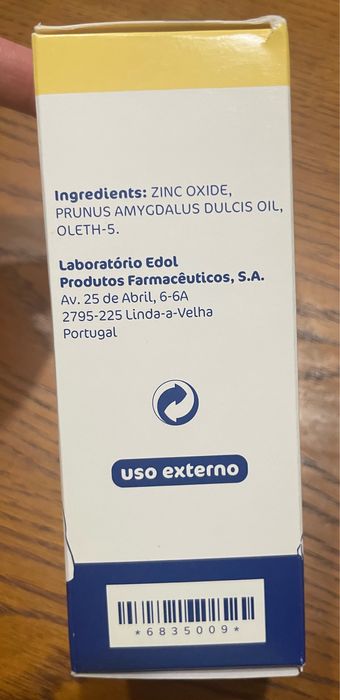 Ingredients: ZINC OXIDE,
PRUNUS AMYGDALUS DULCIS OIL,
OLETH-5.
Laboratório Edol
Produtos Farmacêuticos, S.A.
Av. 25 de Abril, 6-6A
2795-225 Linda-a-Velha
Portugal
uso externo
*6835009*